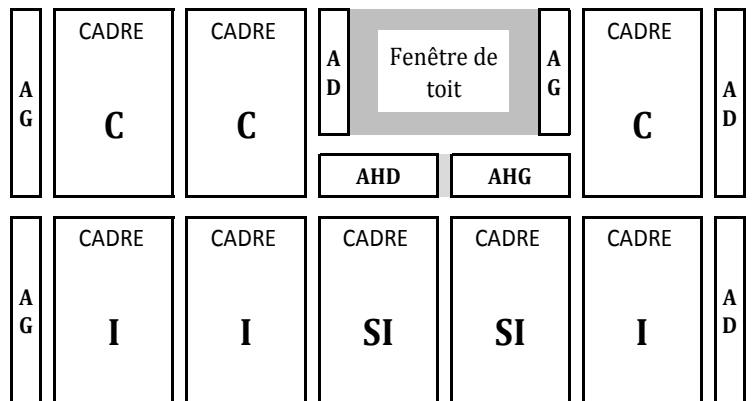 CADRE CADRE CADRE
A D Fenêtre de toit A G
A G C C C A D
AHD AHG
CADRE CADRE CADRE CADRE CADRE
A G I I SI SI I A D